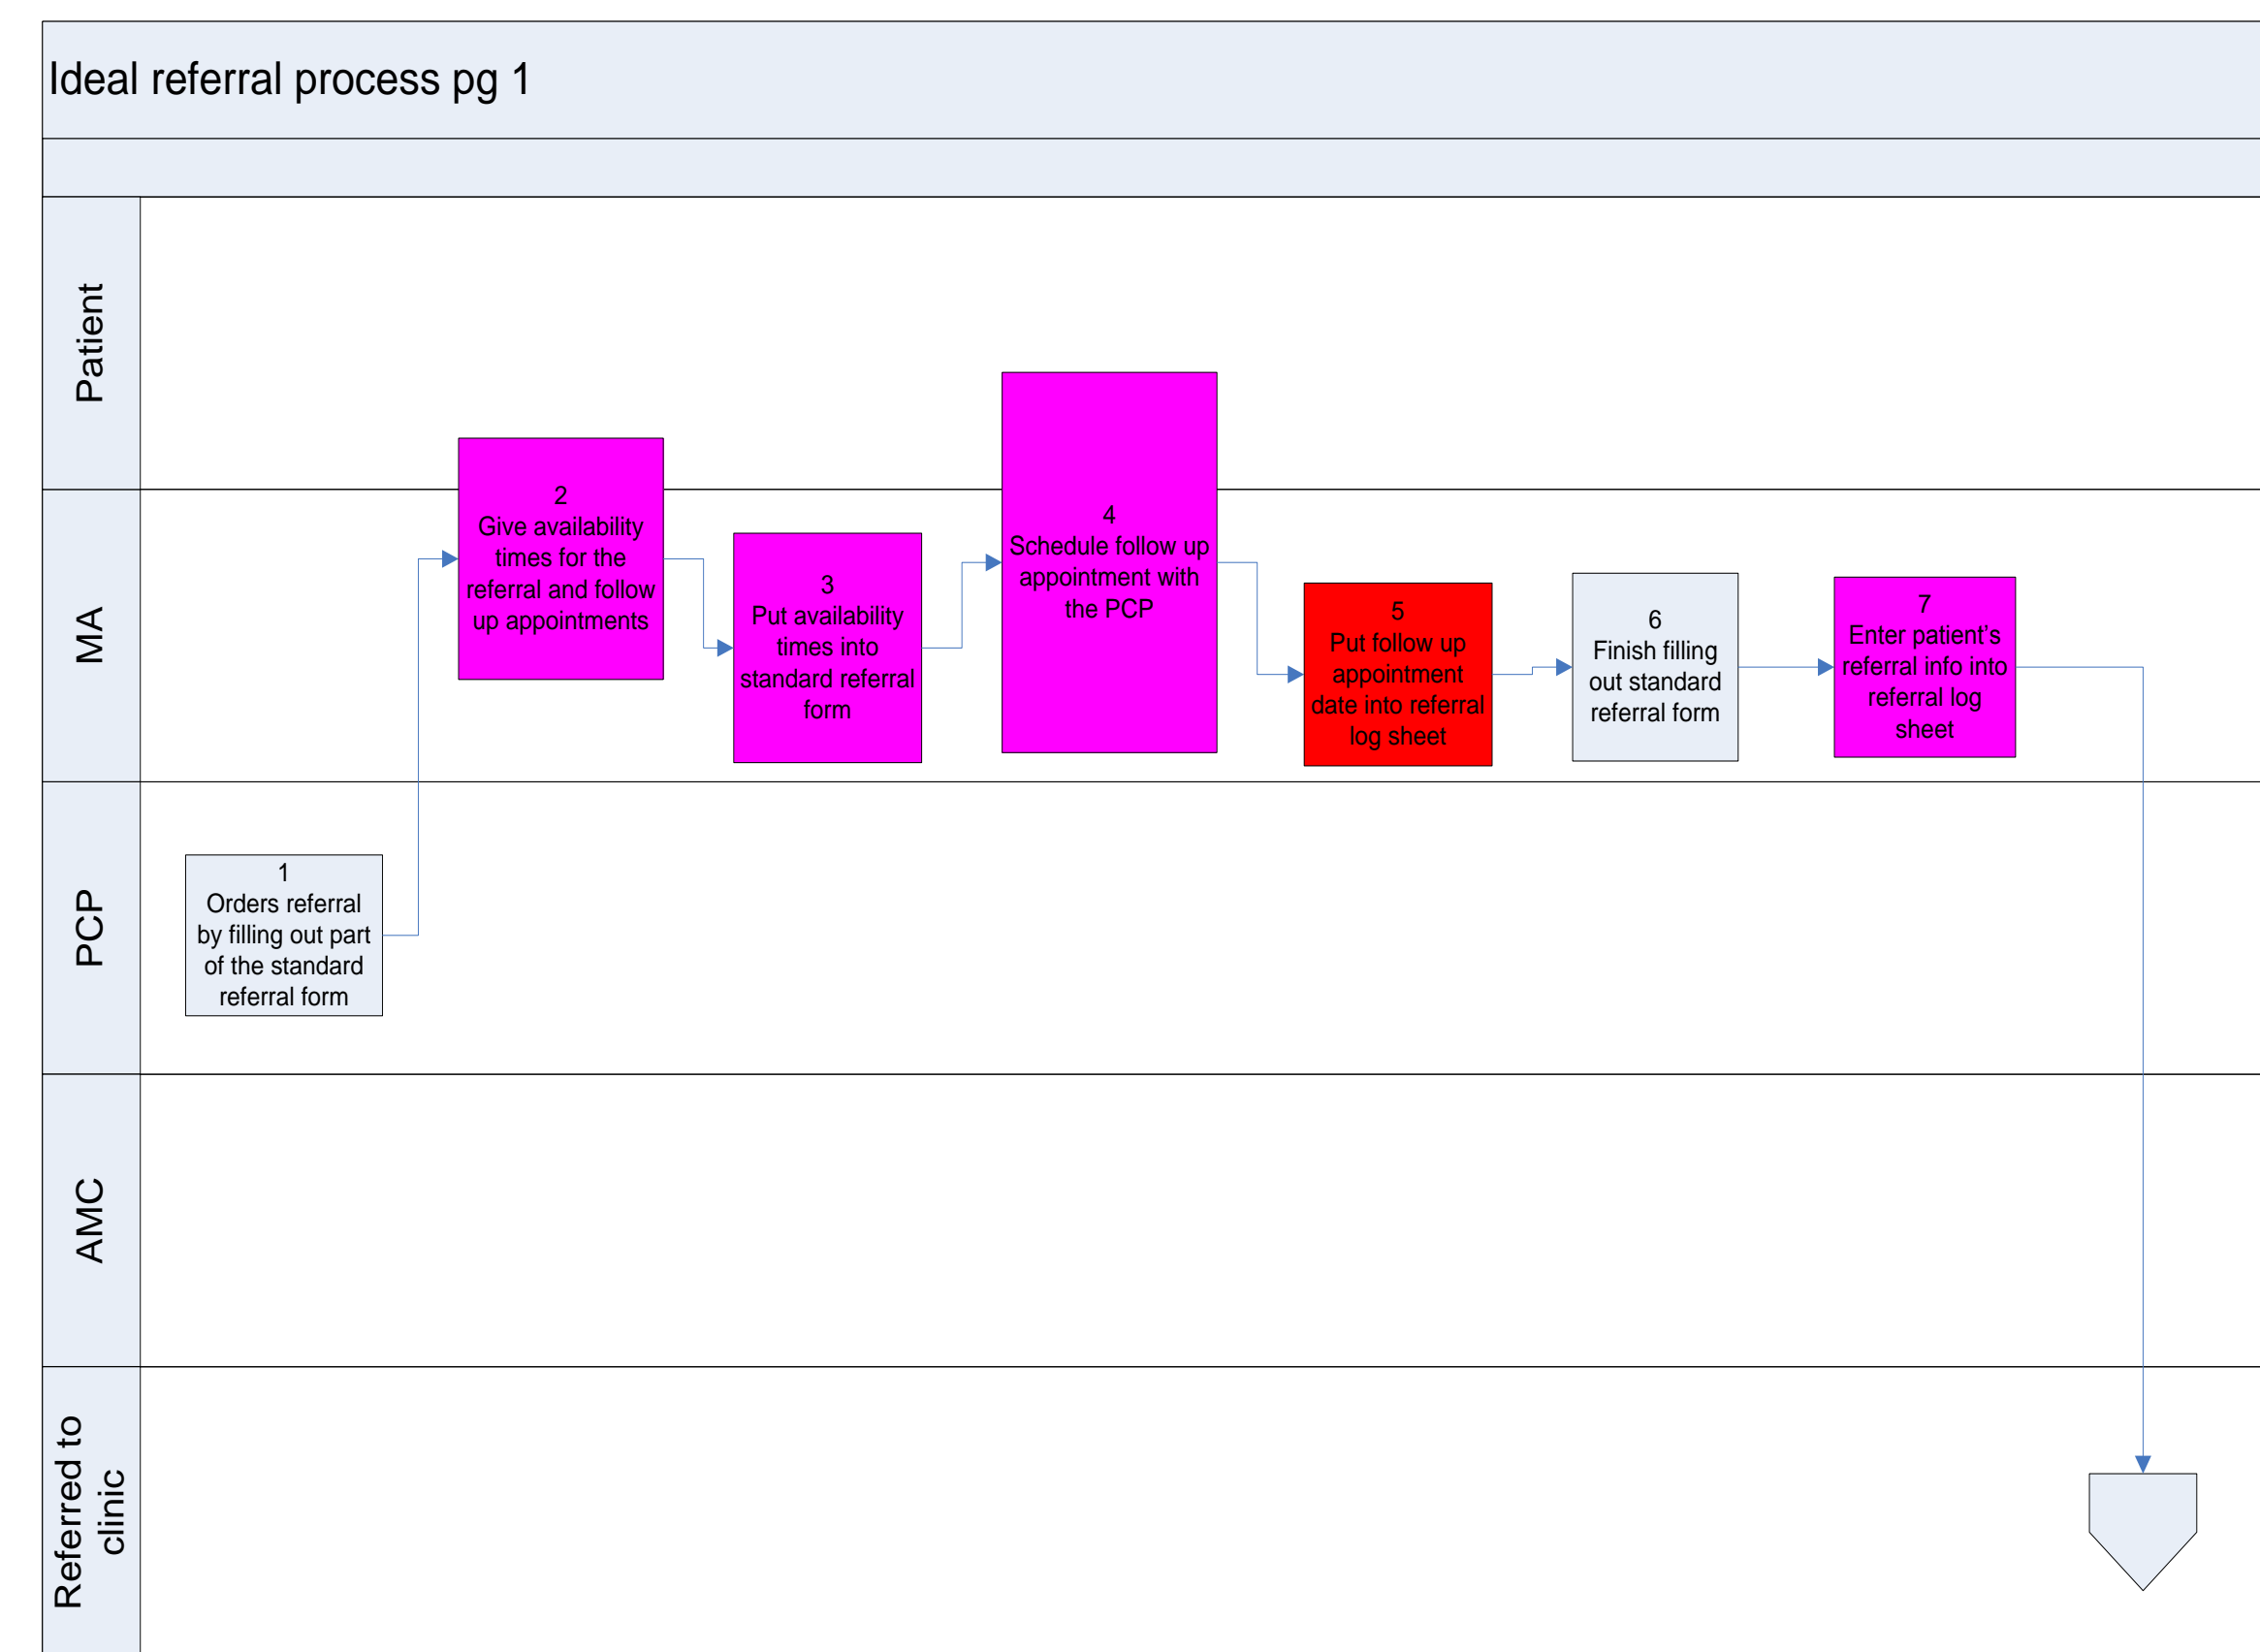 Ideal referral process pg 1
Patient
MA
PCP
AMC
Referred to
clinic
1
Orders referral
by filling out part
of the standard
referral form
2
Give availability
times for the
referral and follow
up appointments
3
Put availability
times into
standard referral
form
4
Schedule follow up
appointment with
the PCP
5
Put follow up
appointment
date into referral
log sheet
6
Finish filling
out standard
referral form
7
Enter patient’s
referral info into
referral log
sheet